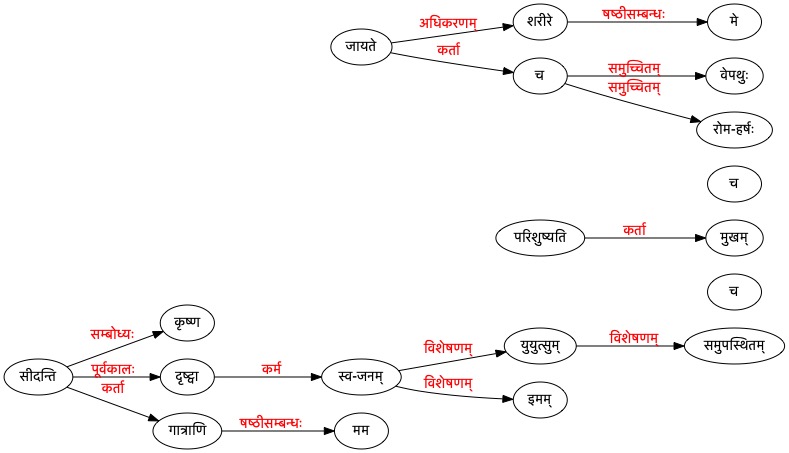 जायते अधिकरणम् शरीरे षष्ठीसम्बन्धः मे
कर्ता च समुच्चितम् वेपथुः
समुच्चितम् रोम-हर्षः
च
परिशुष्यति कर्ता मुखम्
च
सीदन्ति सम्बोध्यः कृष्ण
पूर्वकालः दृष्ट्वा कर्म स्व-जनम् विशेषणम् युयुत्सुम् विशेषणम् समुपस्थितम्
विशेषणम् इमम्
कर्ता गात्राणि षष्ठीसम्बन्धः मम